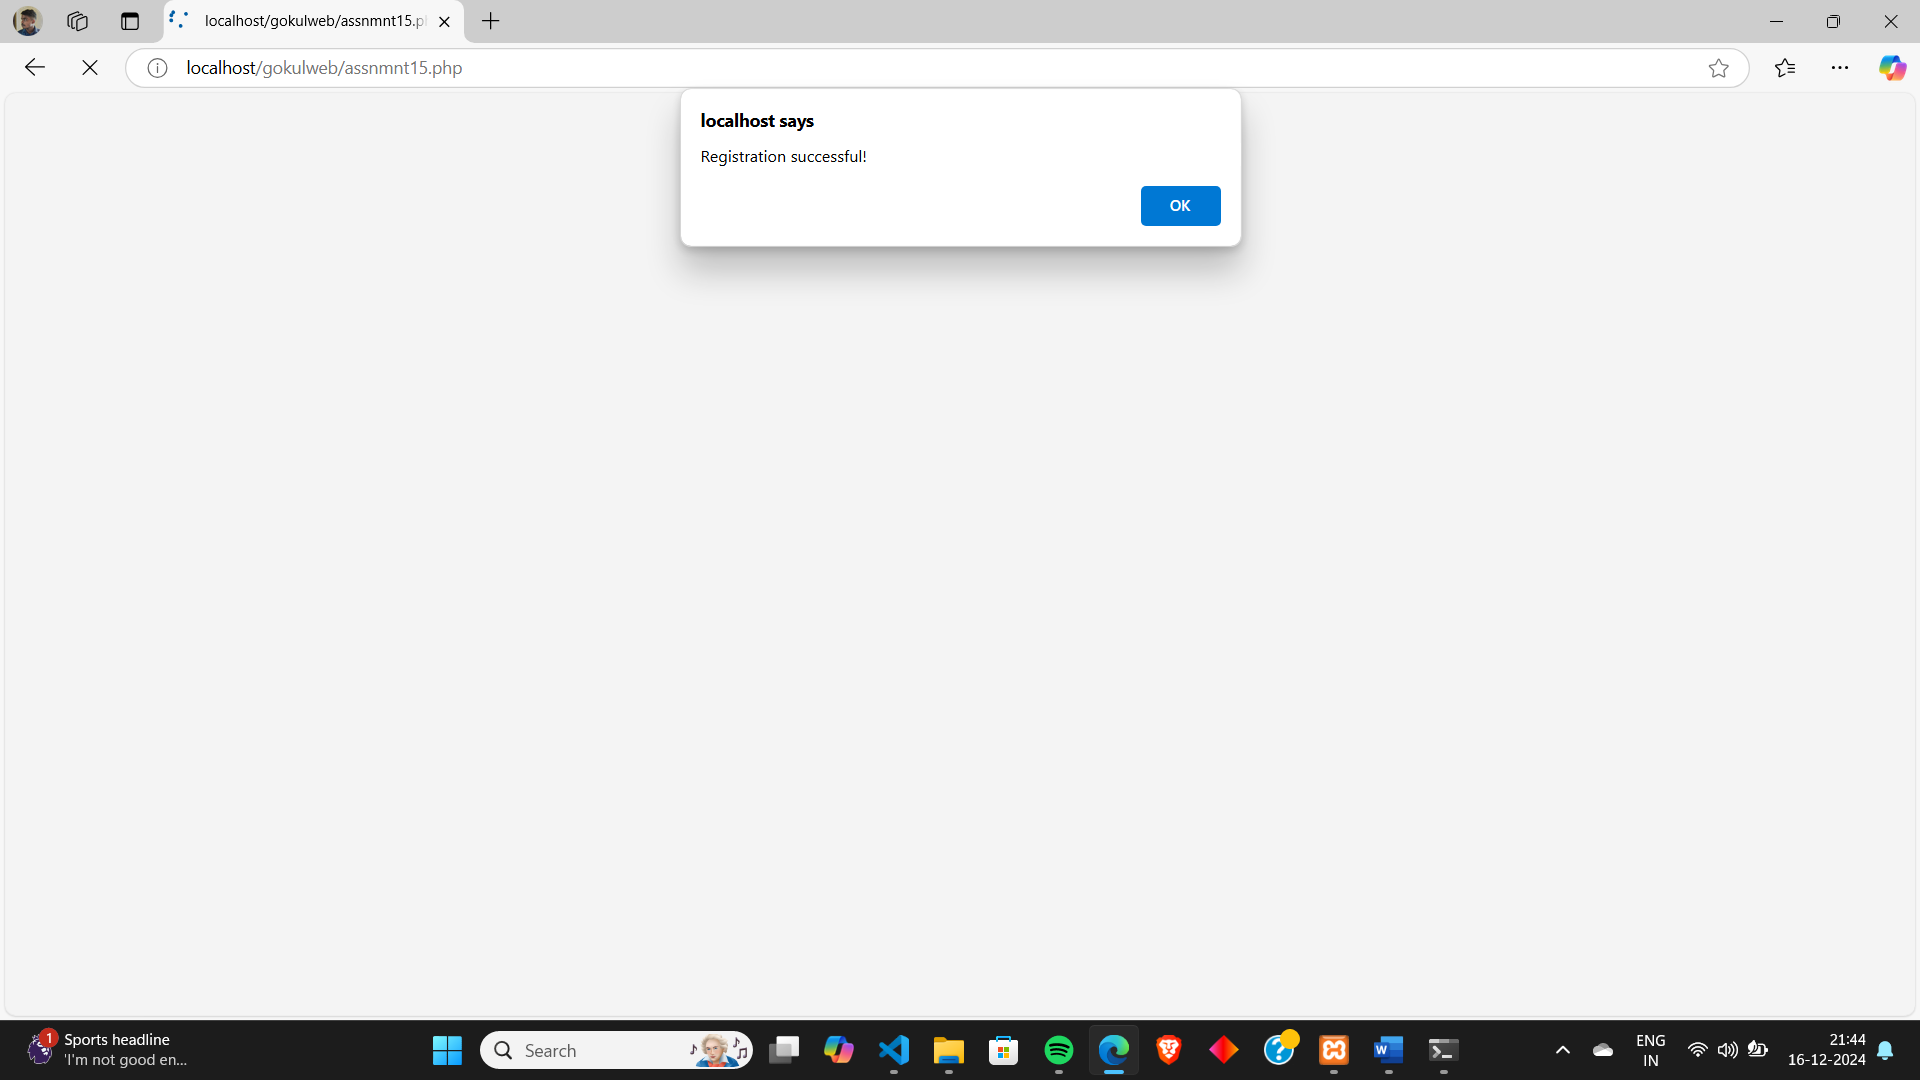 localhost/gokulweb/assnmnt15.p
localhost/gokulweb/assnmnt15.php
localhost says
Registration successful!
OK
1
Sports headline
'I'm not good en...
Search
W
ENG
IN
21:44
16-12-2024